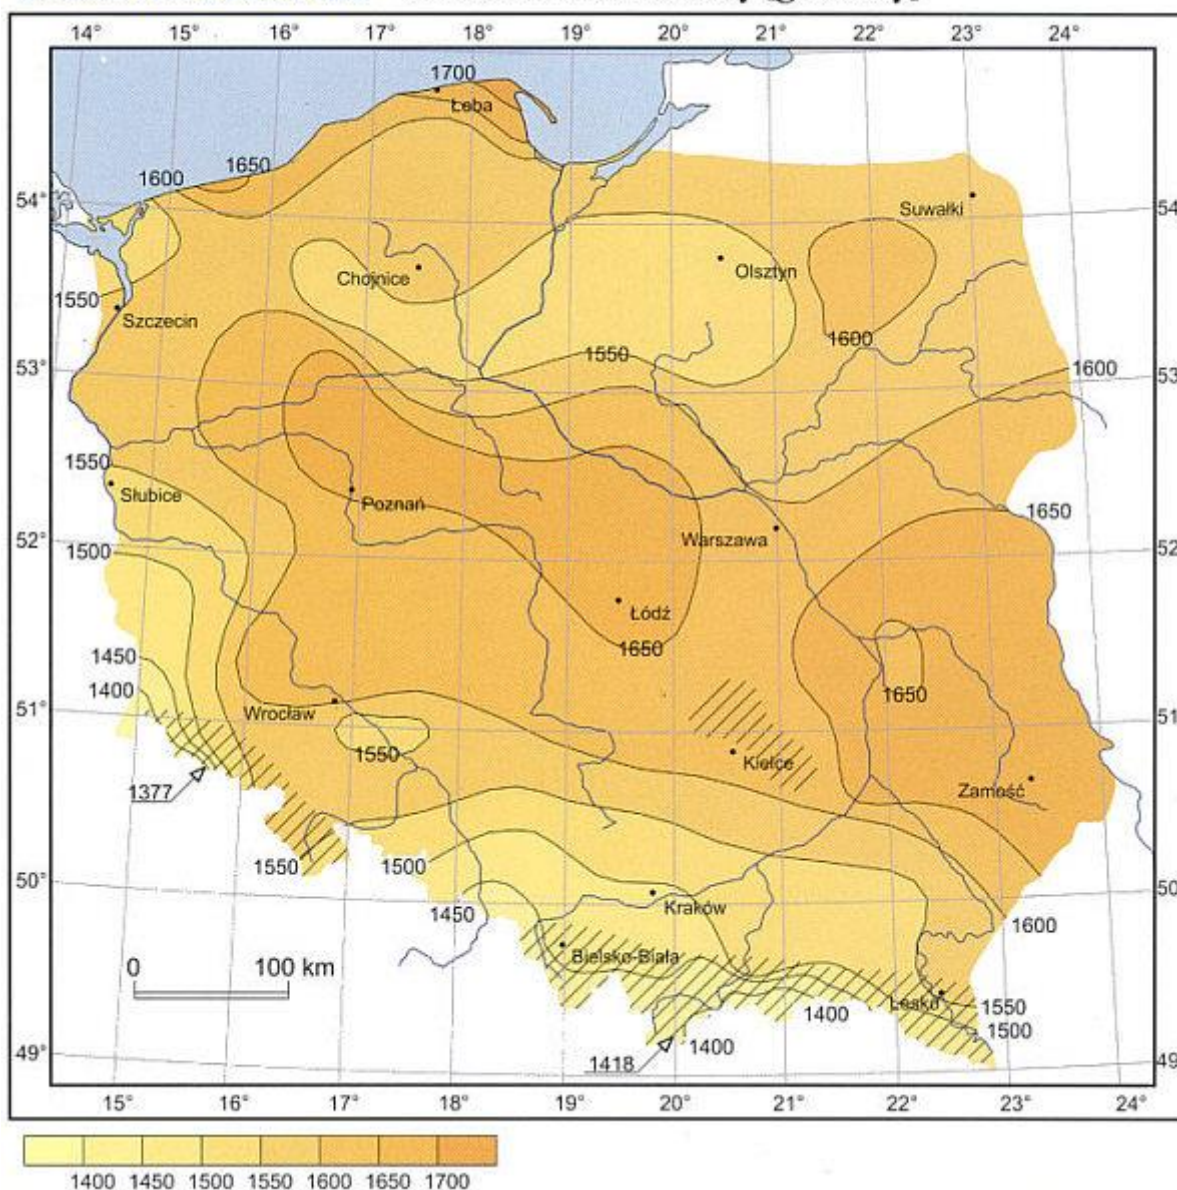 14° 15° 16° 17° 18° 19° 20° 21° 22° 23° 24°
1700
Łeba
1650
1600
54° 54
Suwałki
Chojnice
Olsztyn
1550
Szczecin
1600
1550
53° 53
1600
1550
Słubice
Poznań
1650
Warszawa
52° 52
1500
Łódź
1650
1450
1650
1400
51° 51
Wrocław
1550
Kielce
1377
Zamość
1550
1500
50° 50
Kraków
1450
1600
Bielsko-Biała
0 100 km
Lesko
1550
1400
1500
1400
49° 49
1418
15° 16° 17° 18° 19° 20° 21° 22° 23° 24°
1400 1450 1500 1550 1600 1650 1700